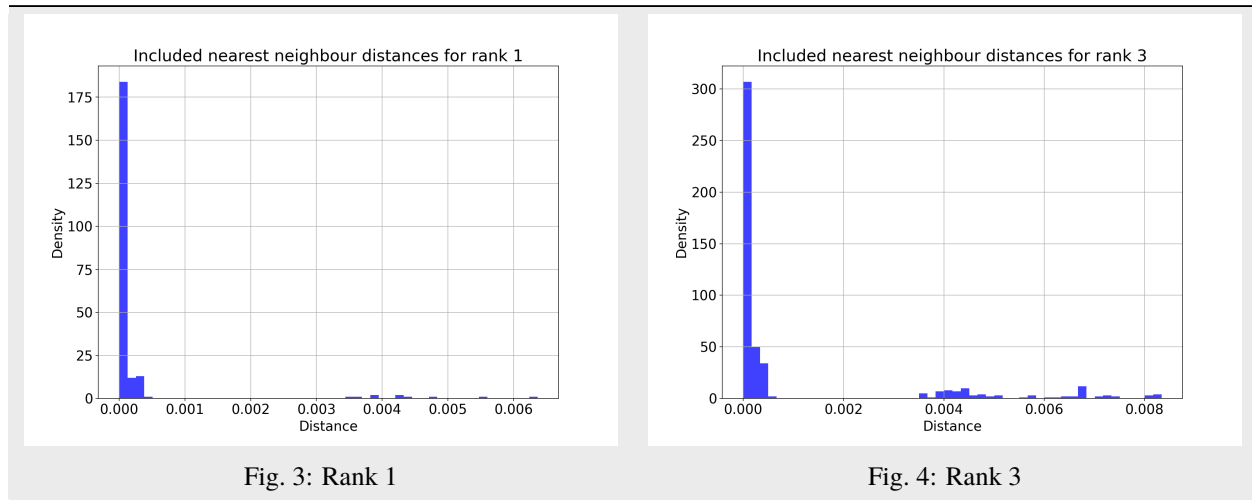 Included nearest neighbour distances for rank 1
175
150
125
100
75
50
25
0
Density
0.000 0.001 0.002 0.003 0.004 0.005 0.006
Distance
Fig. 3: Rank 1
Included nearest neighbour distances for rank 3
300
250
200
150
100
50
0
Density
0.000 0.002 0.004 0.006 0.008
Distance
Fig. 4: Rank 3